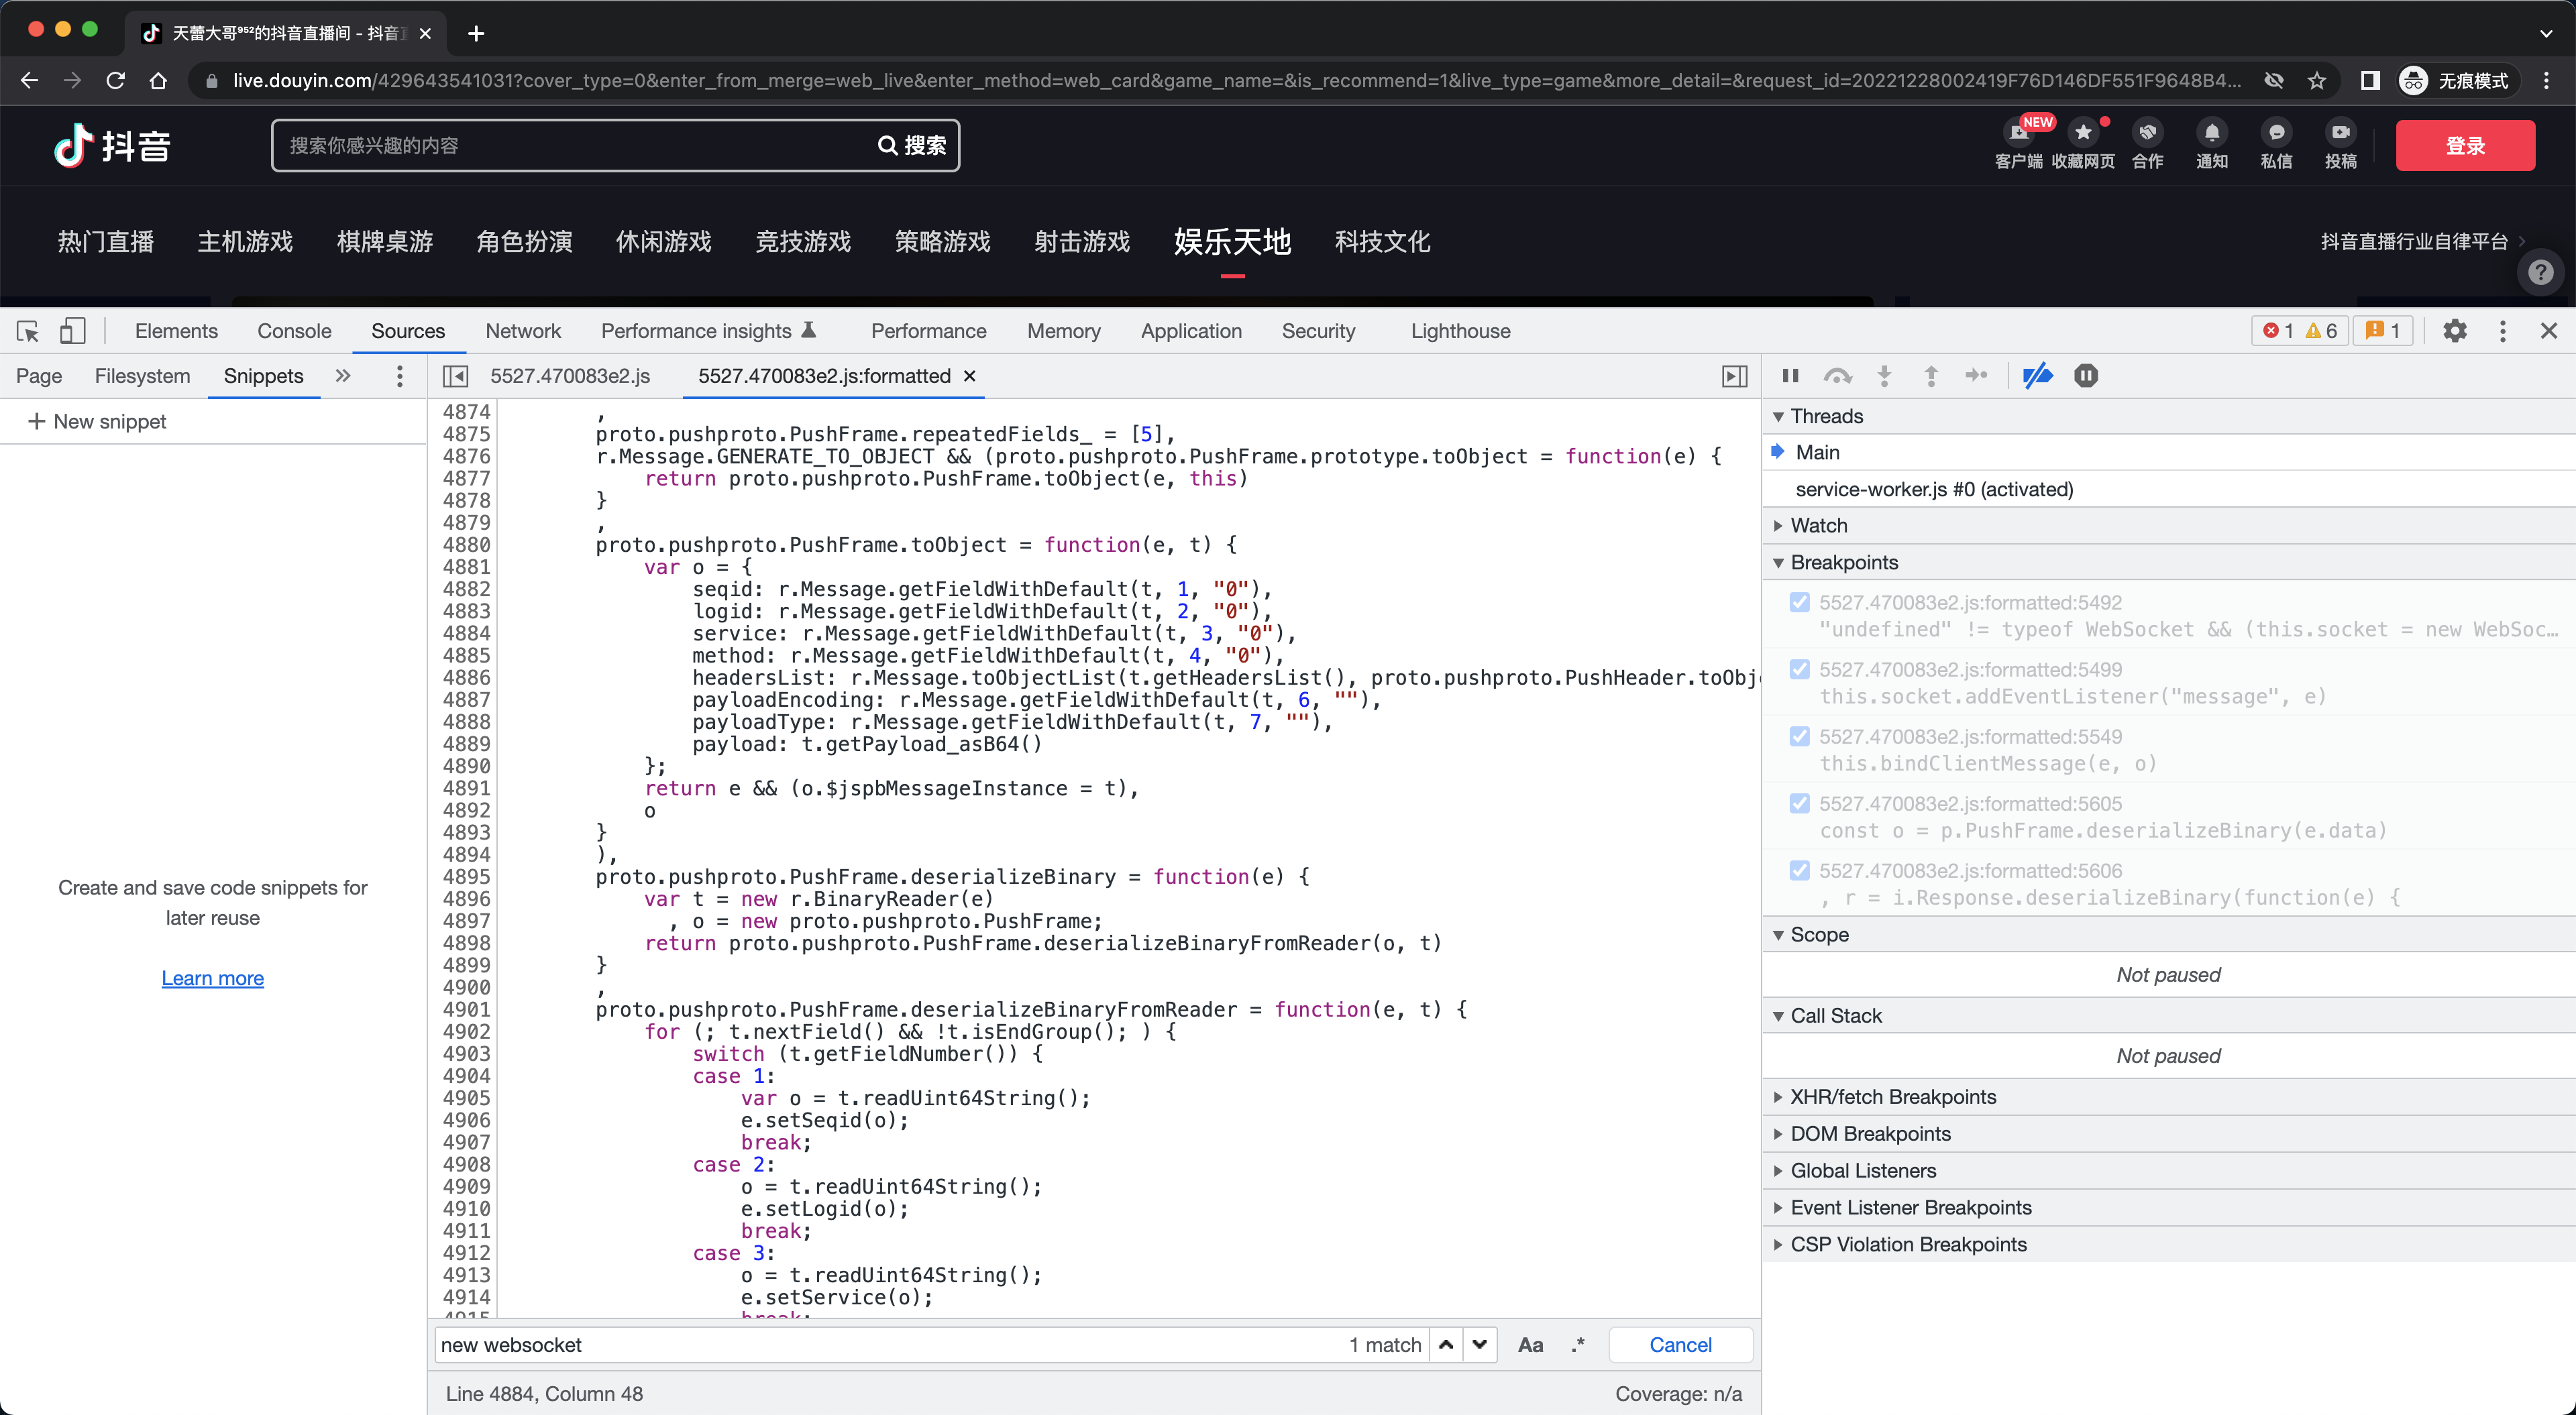 天蕾大哥⁹⁵²的抖音直播间 - 抖音
live.douyin.com/429643541031?cover_type=0&enter_from_merge=web_live&enter_method=web_card&game_name=&is_recommend=1&live_type=game&more_detail=&request_id=20221228002419F76D146DF551F9648B4...
无痕模式
抖音
搜索你感兴趣的内容
搜索
NEW
客户端 收藏网页 合作 通知 私信 投稿
登录
热门直播 主机游戏 棋牌桌游 角色扮演 休闲游戏 竞技游戏 策略游戏 射击游戏 娱乐天地 科技文化
抖音直播行业自律平台
Elements Console Sources Network Performance insights Performance Memory Application Security Lighthouse
1 6 1
Page Filesystem Snippets
New snippet
Create and save code snippets for
later reuse
Learn more
5527.470083e2.js 5527.470083e2.js:formatted
4874 ,
4875 proto.pushproto.PushFrame.repeatedFields_ = [5],
4876 r.Message.GENERATE_TO_OBJECT && (proto.pushproto.PushFrame.prototype.toObject = function(e) {
4877 return proto.pushproto.PushFrame.toObject(e, this)
4878 }
4879 ,
4880 proto.pushproto.PushFrame.toObject = function(e, t) {
4881 var o = {
4882 seqid: r.Message.getFieldWithDefault(t, 1, "0"),
4883 logid: r.Message.getFieldWithDefault(t, 2, "0"),
4884 service: r.Message.getFieldWithDefault(t, 3, "0"),
4885 method: r.Message.getFieldWithDefault(t, 4, "0"),
4886 headersList: r.Message.toObjectList(t.getHeadersList(), proto.pushproto.PushHeader.toObj
4887 payloadEncoding: r.Message.getFieldWithDefault(t, 6, ""),
4888 payloadType: r.Message.getFieldWithDefault(t, 7, ""),
4889 payload: t.getPayload_asB64()
4890 };
4891 return e && (o.$jspbMessageInstance = t),
4892 o
4893 }
4894 ),
4895 proto.pushproto.PushFrame.deserializeBinary = function(e) {
4896 var t = new r.BinaryReader(e)
4897 , o = new proto.pushproto.PushFrame;
4898 return proto.pushproto.PushFrame.deserializeBinaryFromReader(o, t)
4899 }
4900 ,
4901 proto.pushproto.PushFrame.deserializeBinaryFromReader = function(e, t) {
4902 for (; t.nextField() && !t.isEndGroup(); ) {
4903 switch (t.getFieldNumber()) {
4904 case 1:
4905 var o = t.readUint64String();
4906 e.setSeqid(o);
4907 break;
4908 case 2:
4909 o = t.readUint64String();
4910 e.setLogid(o);
4911 break;
4912 case 3:
4913 o = t.readUint64String();
4914 e.setService(o);
4915 break;
new websocket
1 match
Aa .* Cancel
Line 4884, Column 48
Coverage: n/a
Threads
Main
service-worker.js #0 (activated)
Watch
Breakpoints
5527.470083e2.js:formatted:5492
"undefined" != typeof WebSocket && (this.socket = new WebSoc…
5527.470083e2.js:formatted:5499
this.socket.addEventListener("message", e)
5527.470083e2.js:formatted:5549
this.bindClientMessage(e, o)
5527.470083e2.js:formatted:5605
const o = p.PushFrame.deserializeBinary(e.data)
5527.470083e2.js:formatted:5606
, r = i.Response.deserializeBinary(function(e) {
Scope
Not paused
Call Stack
Not paused
XHR/fetch Breakpoints
DOM Breakpoints
Global Listeners
Event Listener Breakpoints
CSP Violation Breakpoints